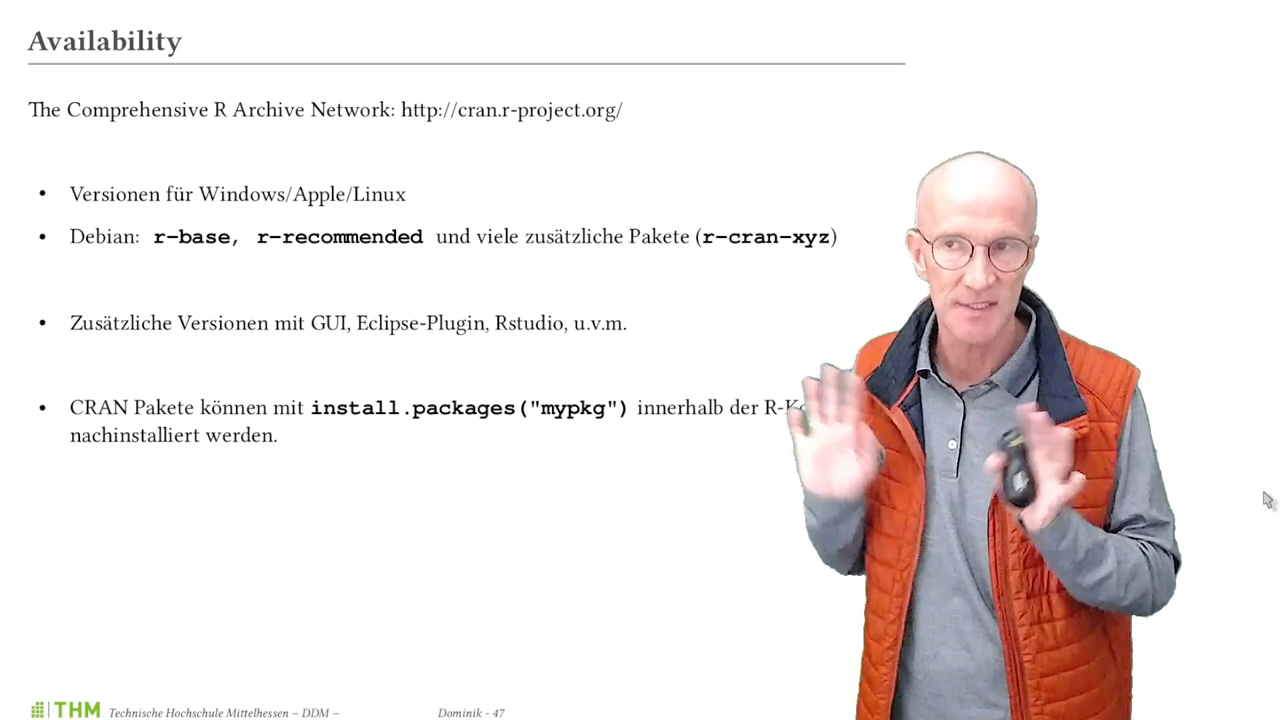 Availability
The Comprehensive R Archive Network: http://cran.r-project.org/
• Versionen für Windows/Apple/Linux
• Debian: r-base, r-recommended und viele zusätzliche Pakete (r-cran-xyz)
• Zusätzliche Versionen mit GUI, Eclipse-Plugin, Rstudio, u.v.m.
• CRAN Pakete können mit install.packages("mypkg") innerhalb der
nachinstalliert werden.
THM Technische Hochschule Mittelhessen – DDM – Dominik - 47